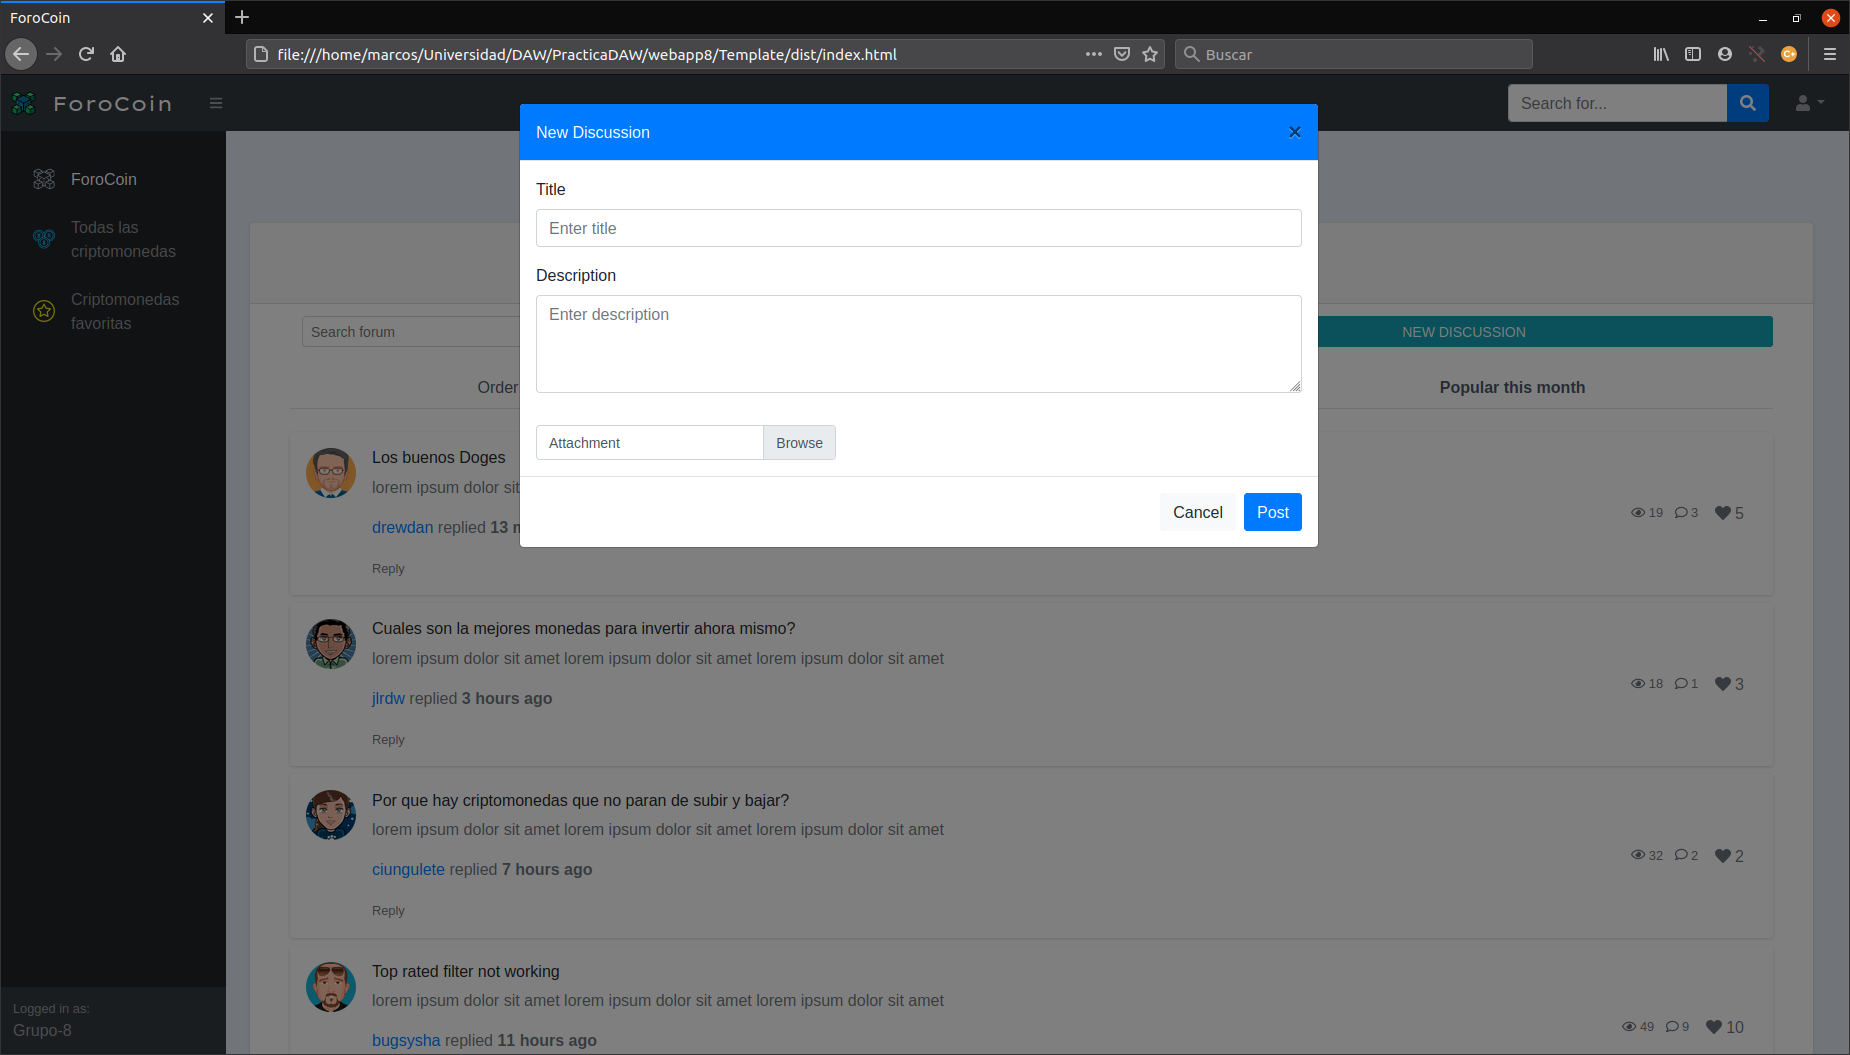 ForoCoin
file:///home/marcos/Universidad/DAW/PracticaDAW/webapp8/Template/dist/index.html
Buscar
ForoCoin
Search for...
ForoCoin
Todas las
criptomonedas
Criptomonedas
favoritas
Logged in as:
Grupo-8
New Discussion
Title
Enter title
Description
Enter description
Attachment
Browse
Cancel
Post
Search forum
NEW DISCUSSION
Order
Popular this month
Los buenos Doges
lorem ipsum dolor sit
drewdan replied 13 m
Reply
19 3 5
Cuales son la mejores monedas para invertir ahora mismo?
lorem ipsum dolor sit amet lorem ipsum dolor sit amet lorem ipsum dolor sit amet
jlrdw replied 3 hours ago
Reply
18 1 3
Por que hay criptomonedas que no paran de subir y bajar?
lorem ipsum dolor sit amet lorem ipsum dolor sit amet lorem ipsum dolor sit amet
ciungulete replied 7 hours ago
Reply
32 2 2
Top rated filter not working
lorem ipsum dolor sit amet lorem ipsum dolor sit amet lorem ipsum dolor sit amet
bugsysha replied 11 hours ago
49 9 10